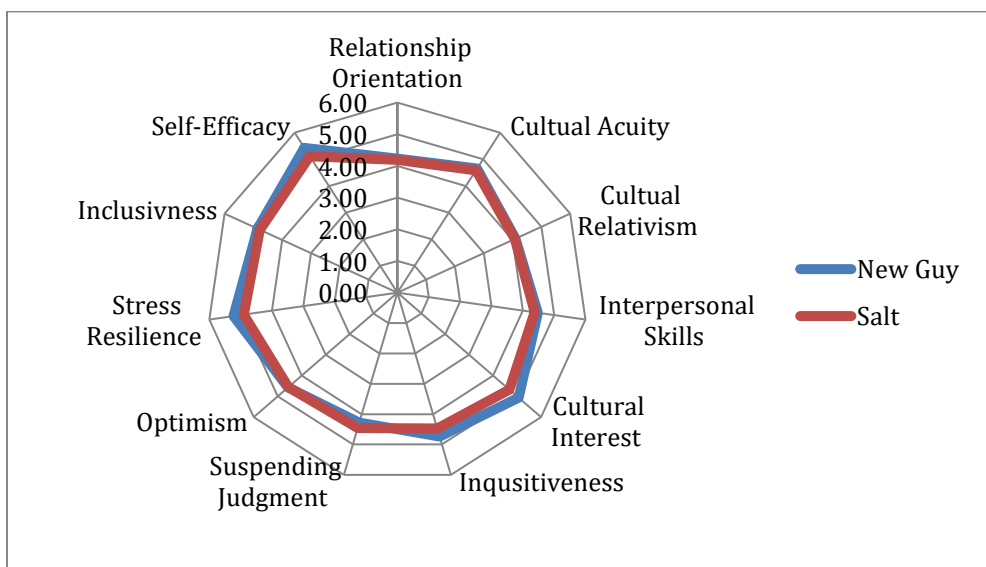 Relationship
Orientation
6.00
5.00
4.00
3.00
2.00
1.00
0.00
Cultual Acuity
Cultual
Relativism
Interpersonal
Skills
Cultural
Interest
Inqusitiveness
Suspending
Judgment
Optimism
Stress
Resilience
Inclusivness
Self-Efficacy
New Guy
Salt